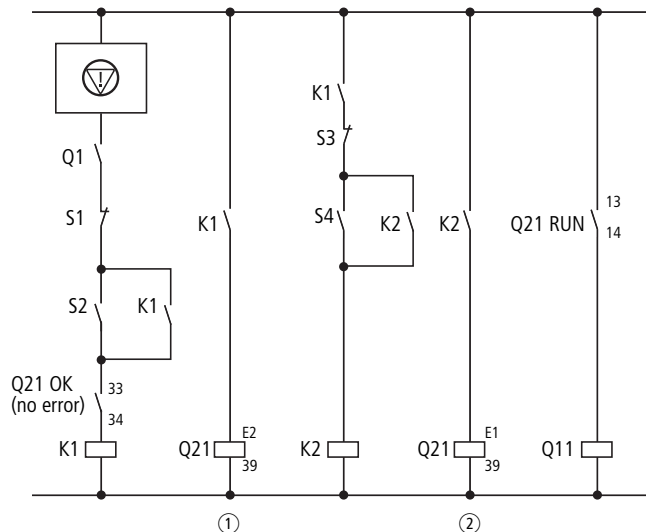 !
K1
Q1
S3
13
S1
K1
S4
K2
K2
Q21 RUN
14
S2
K1
Q21 OK
33
(no error)
34
K1
Q21
E2
39
K2
Q21
E1
39
Q11
1
2